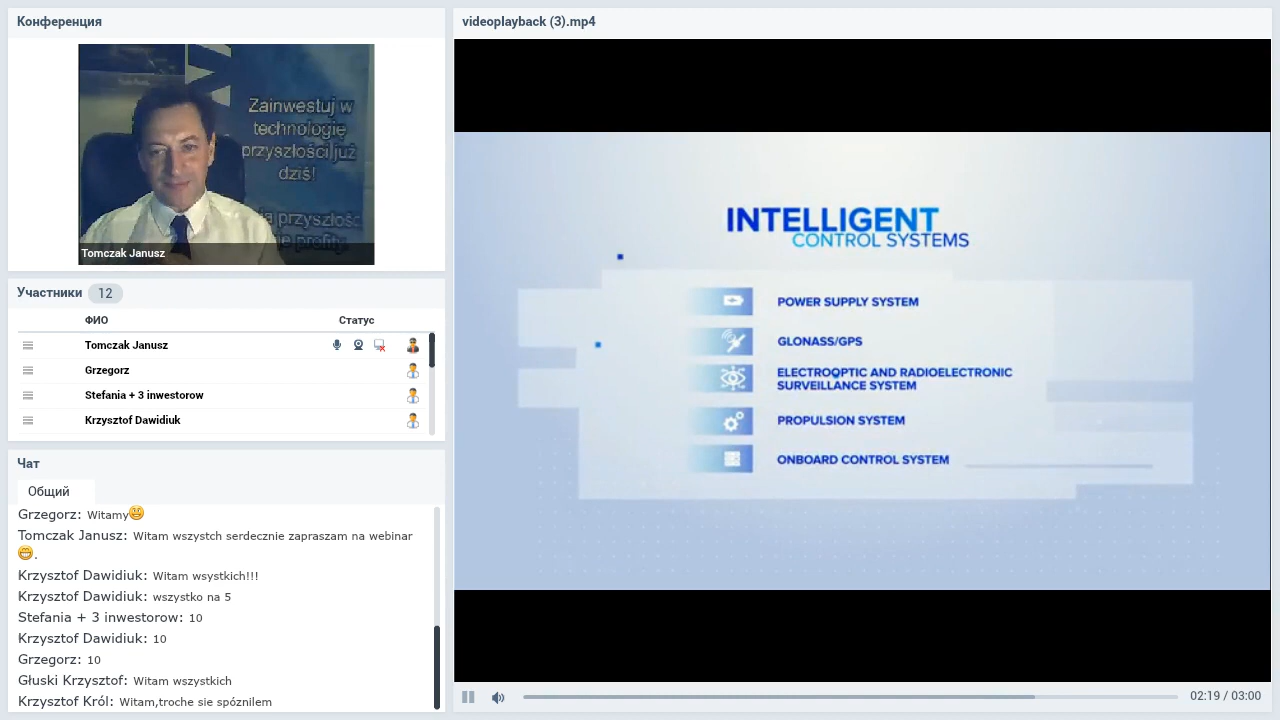 Конференция
Zainwestuj w
technologię
przyszłości już
dziś!
Tomczak Janusz
Участники 12
ФИО Статус
Tomczak Janusz
Grzegorz
Stefania + 3 inwestorow
Krzysztof Dawidiuk
Чат
Общий
Grzegorz: Witamy
Tomczak Janusz: Witam wszystch serdecznie zapraszam na webinar
.
Krzysztof Dawidiuk: Witam wsystkich!!!
Krzysztof Dawidiuk: wszystko na 5
Stefania + 3 inwestorow: 10
Krzysztof Dawidiuk: 10
Grzegorz: 10
Głuski Krzysztof: Witam wszystkich
Krzysztof Król: Witam,troche sie spóznilem
videoplayback (3).mp4
INTELLIGENT
CONTROL SYSTEMS
POWER SUPPLY SYSTEM
GLONASS/GPS
ELECTROOPTIC AND RADIOELECTRONIC
SURVEILLANCE SYSTEM
PROPULSION SYSTEM
ONBOARD CONTROL SYSTEM
02:19 / 03:00